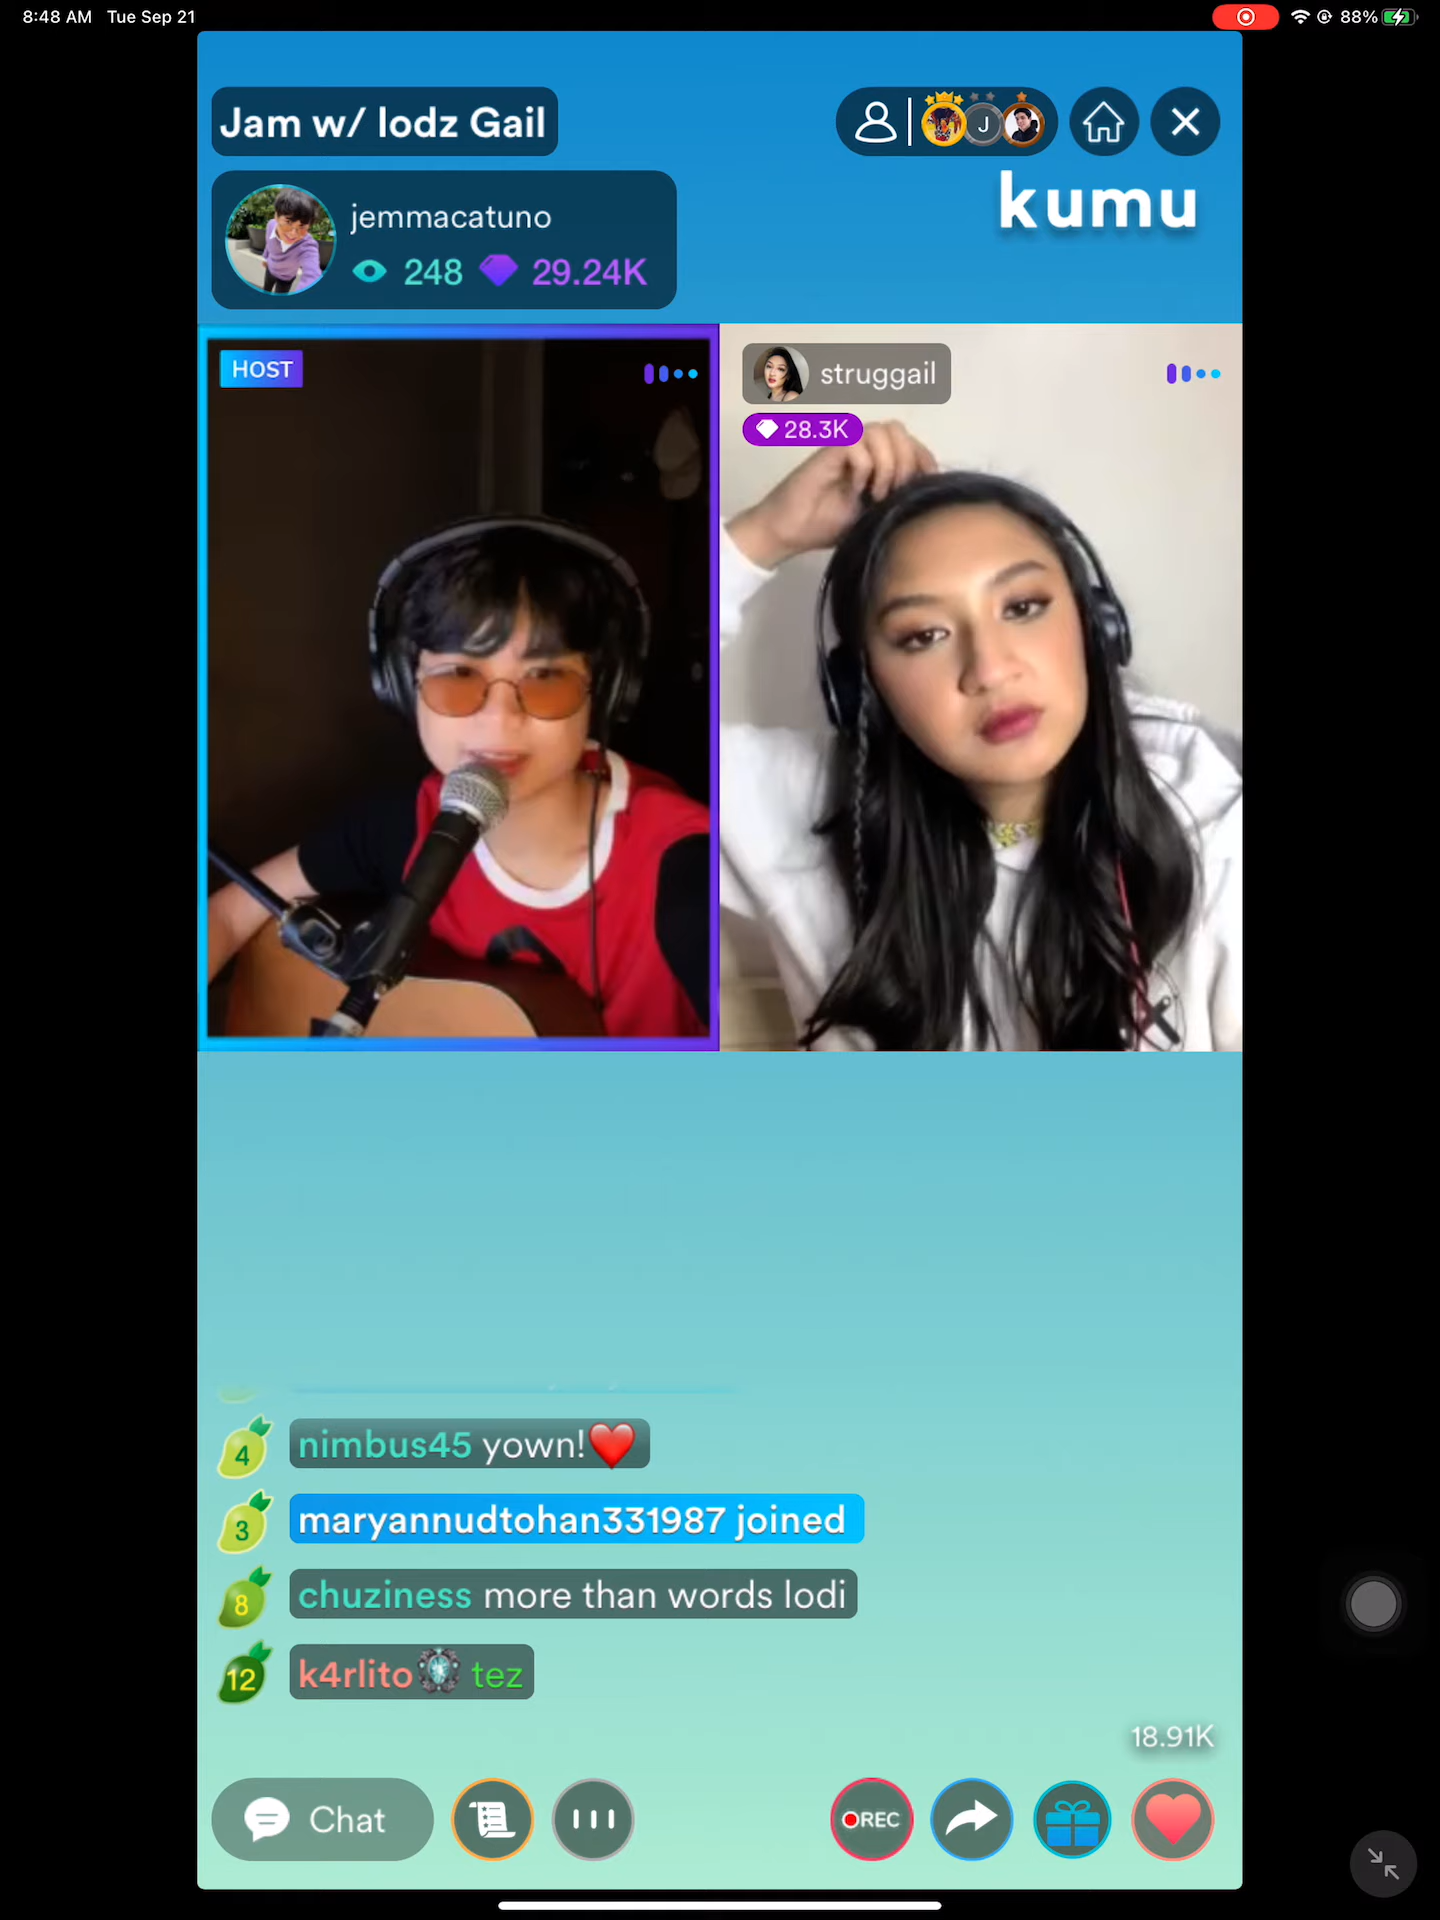 8:48 AM Tue Sep 21
88%
Jam w/ lodz Gail
J
kumu
jemmacatuno
248 29.24K
HOST
struggail
28.3K
4 nimbus45 yown!❤️
3 maryannudtohan331987 joined
8 chuziness more than words lodi
12 k4rlito tez
18.91K
Chat
REC